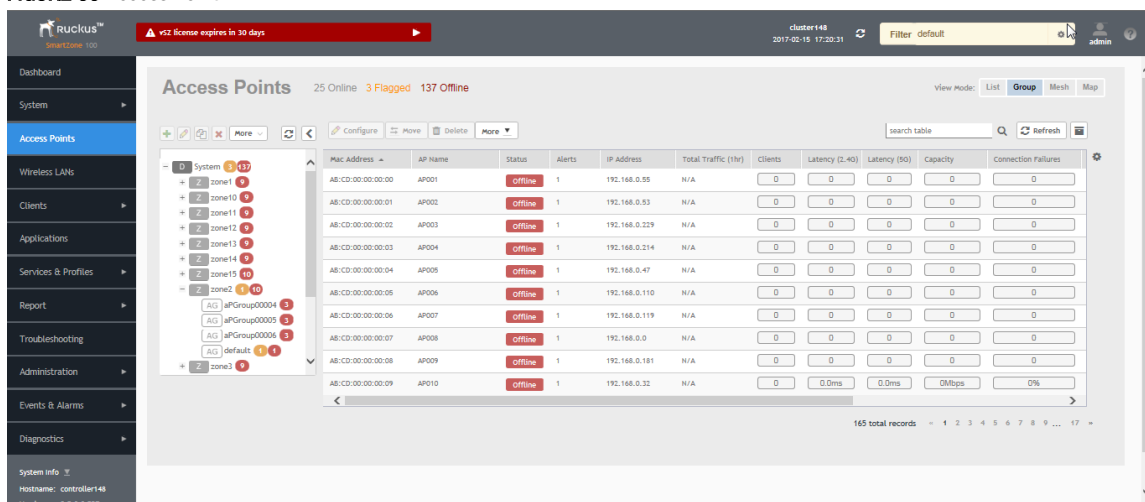 Ruckus™
SmartZone 100
vSZ license expires in 30 days
cluster148
2017-02-15 17:20:31
Filter default
admin
Dashboard
System
Access Points
Wireless LANs
Clients
Applications
Services & Profiles
Report
Troubleshooting
Administration
Events & Alarms
Diagnostics
System Info
Hostname: controller148
Access Points 25 Online 3 Flagged 137 Offline
View Mode: List Group Mesh Map
More
Configure Move Delete More
search table Refresh
D System 3 137
Z zone1 9
Z zone10 9
Z zone11 9
Z zone12 9
Z zone13 9
Z zone14 9
Z zone15 10
Z zone2 1 10
AG aPGroup00004 3
AG aPGroup00005 3
AG aPGroup00006 3
AG default 1 1
Z zone3 9
Mac Address AP Name Status Alerts IP Address Total Traffic (1hr) Clients Latency (2.4G) Latency (5G) Capacity Connection Failures
AB:CD:00:00:00:00 AP001 Offline 1 192.168.0.55 N/A 0 0 0 0 0
AB:CD:00:00:00:01 AP002 Offline 1 192.168.0.53 N/A 0 0 0 0 0
AB:CD:00:00:00:02 AP003 Offline 1 192.168.0.229 N/A 0 0 0 0 0
AB:CD:00:00:00:03 AP004 Offline 1 192.168.0.214 N/A 0 0 0 0 0
AB:CD:00:00:00:04 AP005 Offline 1 192.168.0.47 N/A 0 0 0 0 0
AB:CD:00:00:00:05 AP006 Offline 1 192.168.0.110 N/A 0 0 0 0 0
AB:CD:00:00:00:06 AP007 Offline 1 192.168.0.119 N/A 0 0 0 0 0
AB:CD:00:00:00:07 AP008 Offline 1 192.168.0.0 N/A 0 0 0 0 0
AB:CD:00:00:00:08 AP009 Offline 1 192.168.0.181 N/A 0 0 0 0 0
AB:CD:00:00:00:09 AP010 Offline 1 192.168.0.32 N/A 0 0.0ms 0.0ms 0Mbps 0%
165 total records « 1 2 3 4 5 6 7 8 9 ... 17 »